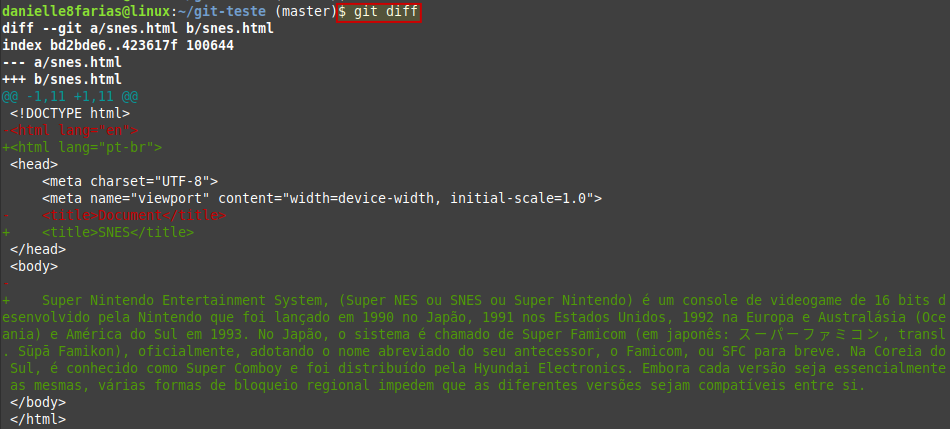 danielle8farias@linux:~/git-teste (master)$ git diff
diff --git a/snes.html b/snes.html
index bd2bde6..423617f 100644
--- a/snes.html
+++ b/snes.html
@@ -1,11 +1,11 @@
 <!DOCTYPE html>
-<html lang="en">
+<html lang="pt-br">
 <head>
     <meta charset="UTF-8">
     <meta name="viewport" content="width=device-width, initial-scale=1.0">
-    <title>Document</title>
+    <title>SNES</title>
 </head>
 <body>
+    Super Nintendo Entertainment System, (Super NES ou SNES ou Super Nintendo) é um console de videogame de 16 bits d
esenvolvido pela Nintendo que foi lançado em 1990 no Japão, 1991 nos Estados Unidos, 1992 na Europa e Australásia (Oce
ania) e América do Sul em 1993. No Japão, o sistema é chamado de Super Famicom (em japonês: スーパーファミコン, transl
. Sūpā Famikon), oficialmente, adotando o nome abreviado do seu antecessor, o Famicom, ou SFC para breve. Na Coreia do
 Sul, é conhecido como Super Comboy e foi distribuído pela Hyundai Electronics. Embora cada versão seja essencialmente
 as mesmas, várias formas de bloqueio regional impedem que as diferentes versões sejam compatíveis entre si.
 </body>
 </html>